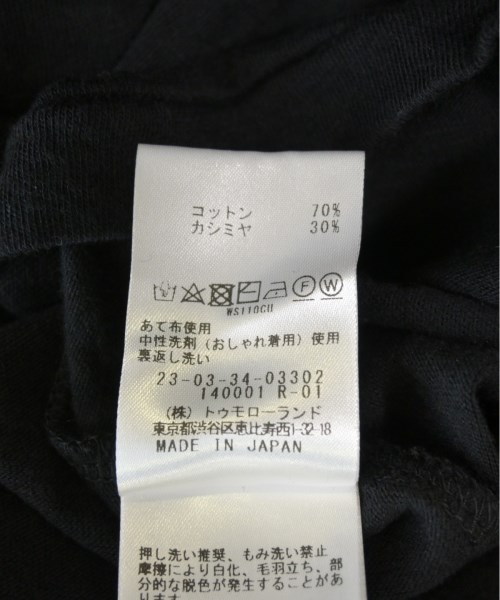 コットン 70%
カシミヤ 30%
F W
WS110CU
あて布使用
中性洗剤（おしゃれ着用）使用
裏返し洗い
23-03-34-03302
140001 R-01
（株）トゥモローランド
東京都渋谷区恵比寿西1-32-18
MADE IN JAPAN
押し洗い推奨、もみ洗い禁止
摩擦により白化、毛羽立ち、部
分的な脱色が発生することがあ
ります